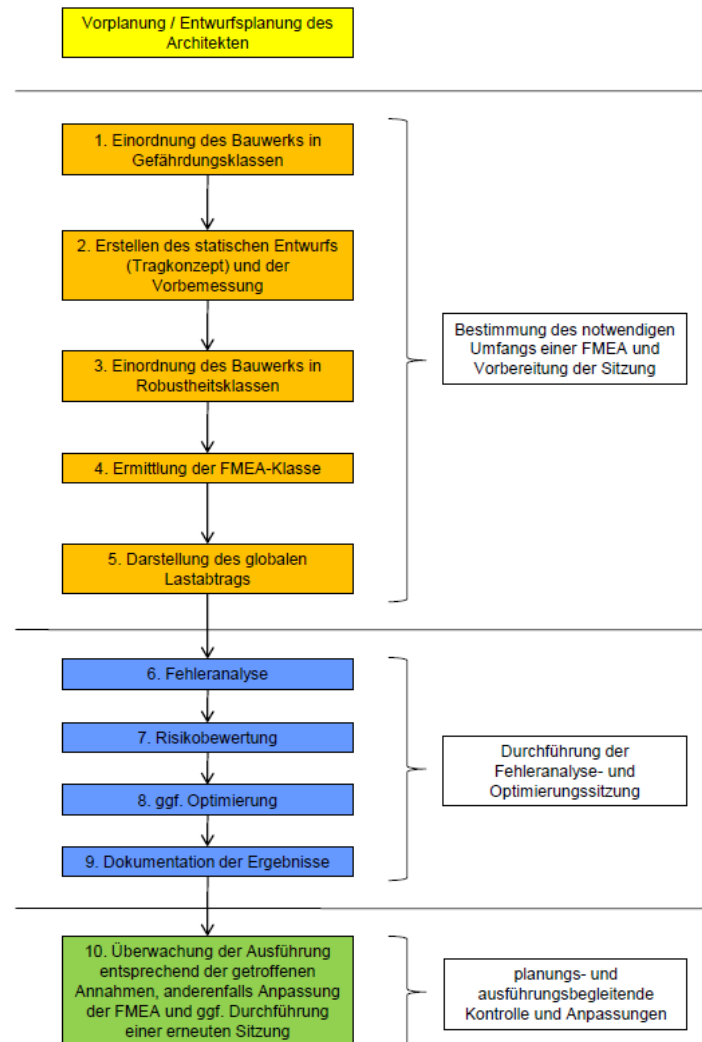 Vorplanung / Entwurfsplanung des
Architekten
1. Einordnung des Bauwerks in
Gefährdungsklassen
2. Erstellen des statischen Entwurfs
(Tragkonzept) und der
Vorbemessung
3. Einordnung des Bauwerks in
Robustheitsklassen
4. Ermittlung der FMEA-Klasse
5. Darstellung des globalen
Lastabtrags
Bestimmung des notwendigen
Umfangs einer FMEA und
Vorbereitung der Sitzung
6. Fehleranalyse
7. Risikobewertung
8. ggf. Optimierung
9. Dokumentation der Ergebnisse
Durchführung der
Fehleranalyse- und
Optimierungssitzung
10. Überwachung der Ausführung
entsprechend der getroffenen
Annahmen, anderenfalls Anpassung
der FMEA und ggf. Durchführung
einer erneuten Sitzung
planungs- und
ausführungsbegleitende
Kontrolle und Anpassungen